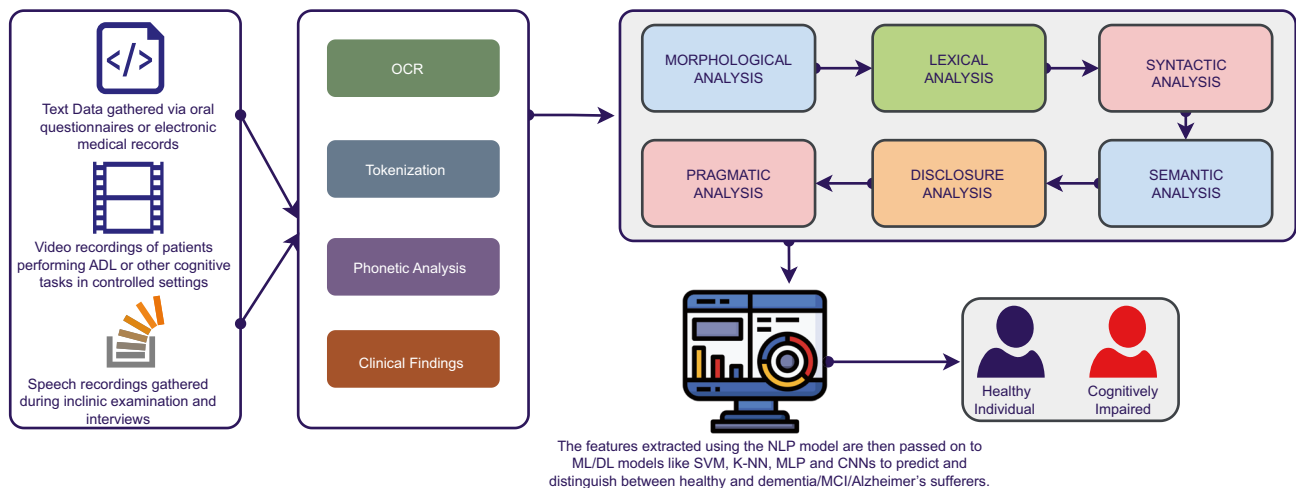 </>
Text Data gathered via oral
questionnaires or electronic
medical records
Video recordings of patients
performing ADL or other cognitive
tasks in controlled settings
Speech recordings gathered
during inclinic examination and
interviews
OCR
Tokenization
Phonetic Analysis
Clinical Findings
MORPHOLOGICAL
ANALYSIS
LEXICAL
ANALYSIS
SYNTACTIC
ANALYSIS
PRAGMATIC
ANALYSIS
DISCLOSURE
ANALYSIS
SEMANTIC
ANALYSIS
Healthy
Individual
Cognitively
Impaired
The features extracted using the NLP model are then passed on to
ML/DL models like SVM, K-NN, MLP and CNNs to predict and
distinguish between healthy and dementia/MCI/Alzheimer's sufferers.